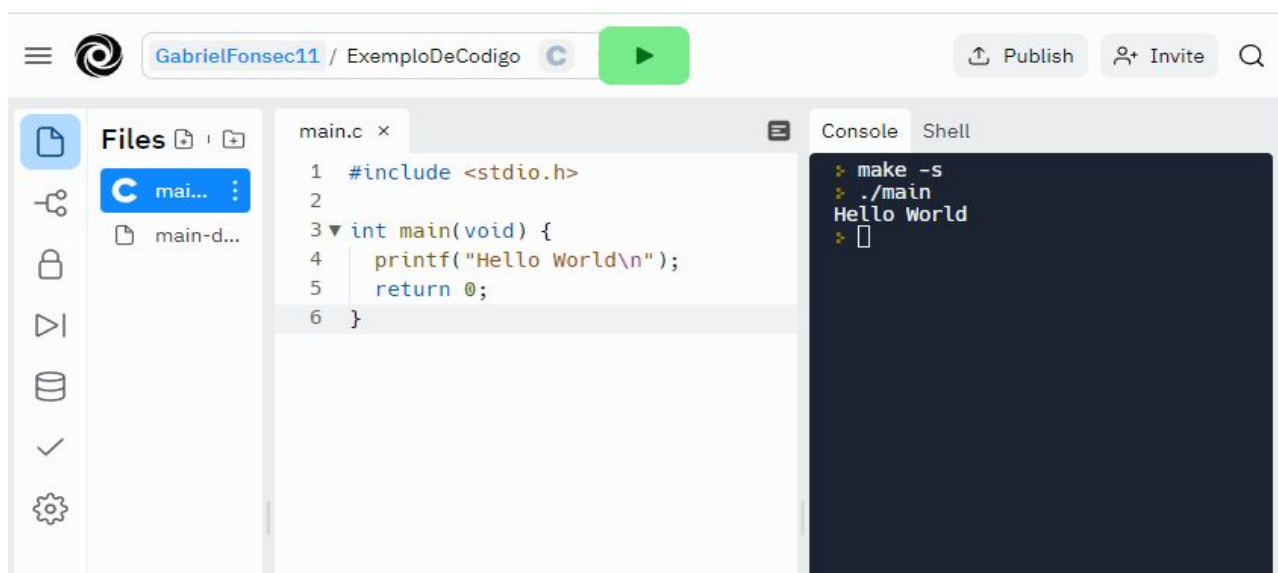 GabrielFonsec11 / ExemploDeCodigo C
Publish
Invite
Files
C mai...
main-d...
main.c ×
1 #include <stdio.h>
2
3 int main(void) {
4 printf("Hello World\n");
5 return 0;
6 }
Console Shell
make -s
./main
Hello World